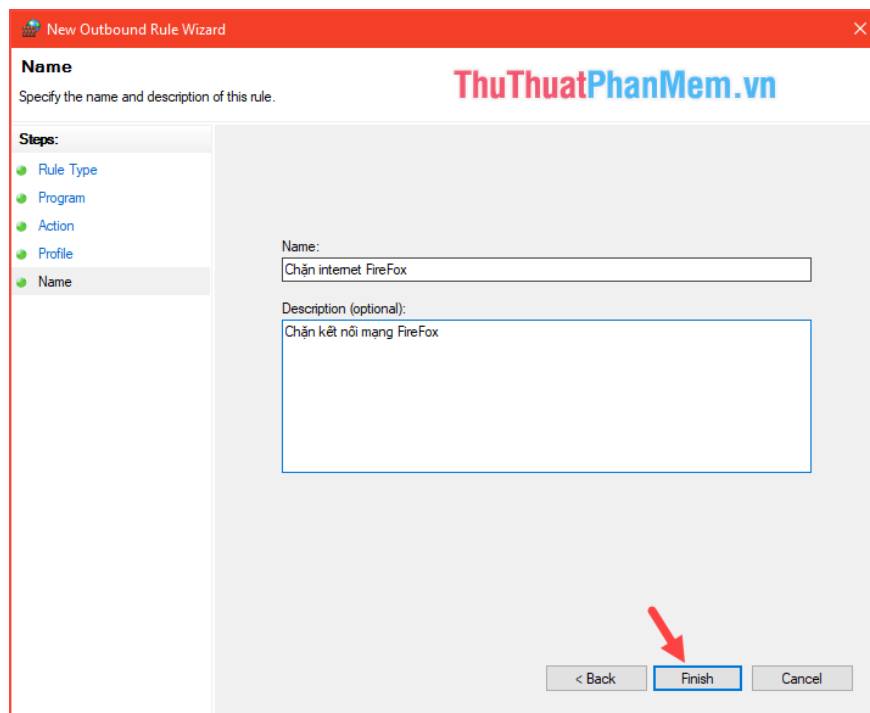 New Outbound Rule Wizard
Name
Specify the name and description of this rule.
ThuThuatPhanMem.vn
Steps:
Rule Type
Program
Action
Profile
Name
Name:
Chặn internet FireFox
Description (optional):
Chặn kết nối mạng FireFox
< Back
Finish
Cancel